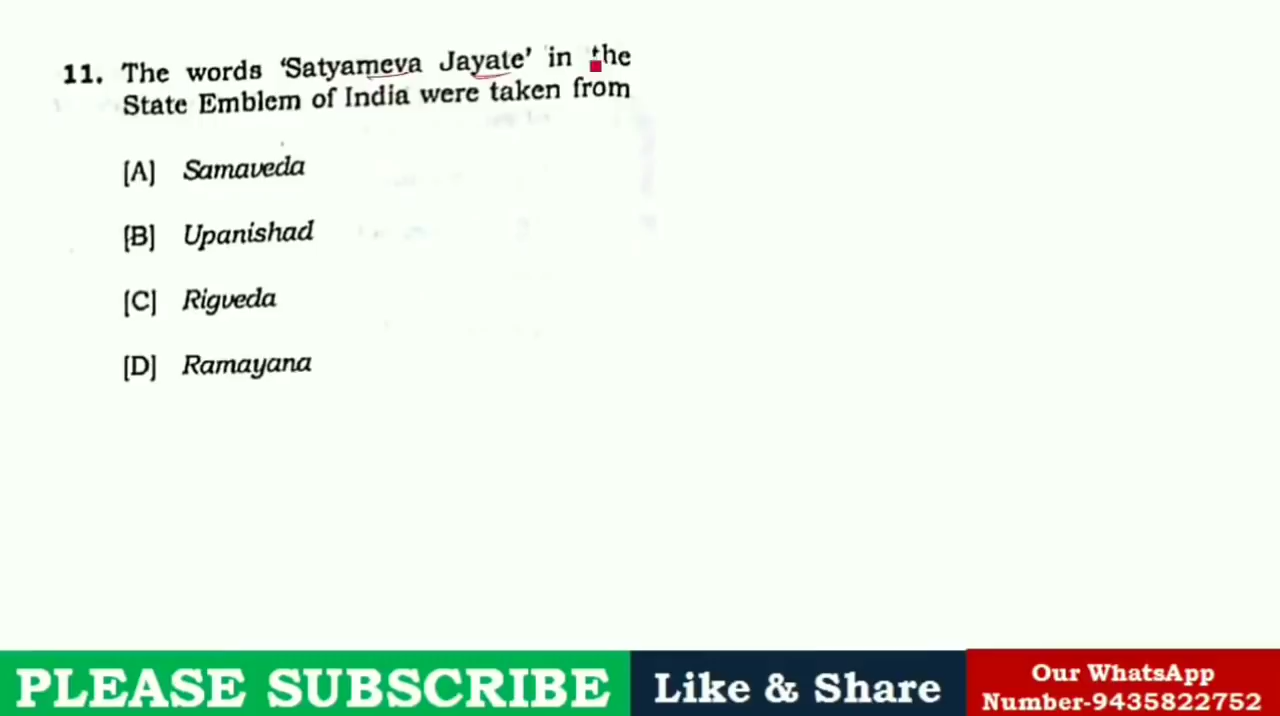 11. The words ‘Satyameva Jayate’ in the
State Emblem of India were taken from
[A] Samaveda
[B] Upanishad
[C] Rigveda
[D] Ramayana
PLEASE SUBSCRIBE
Like & Share
Our WhatsApp
Number-9435822752